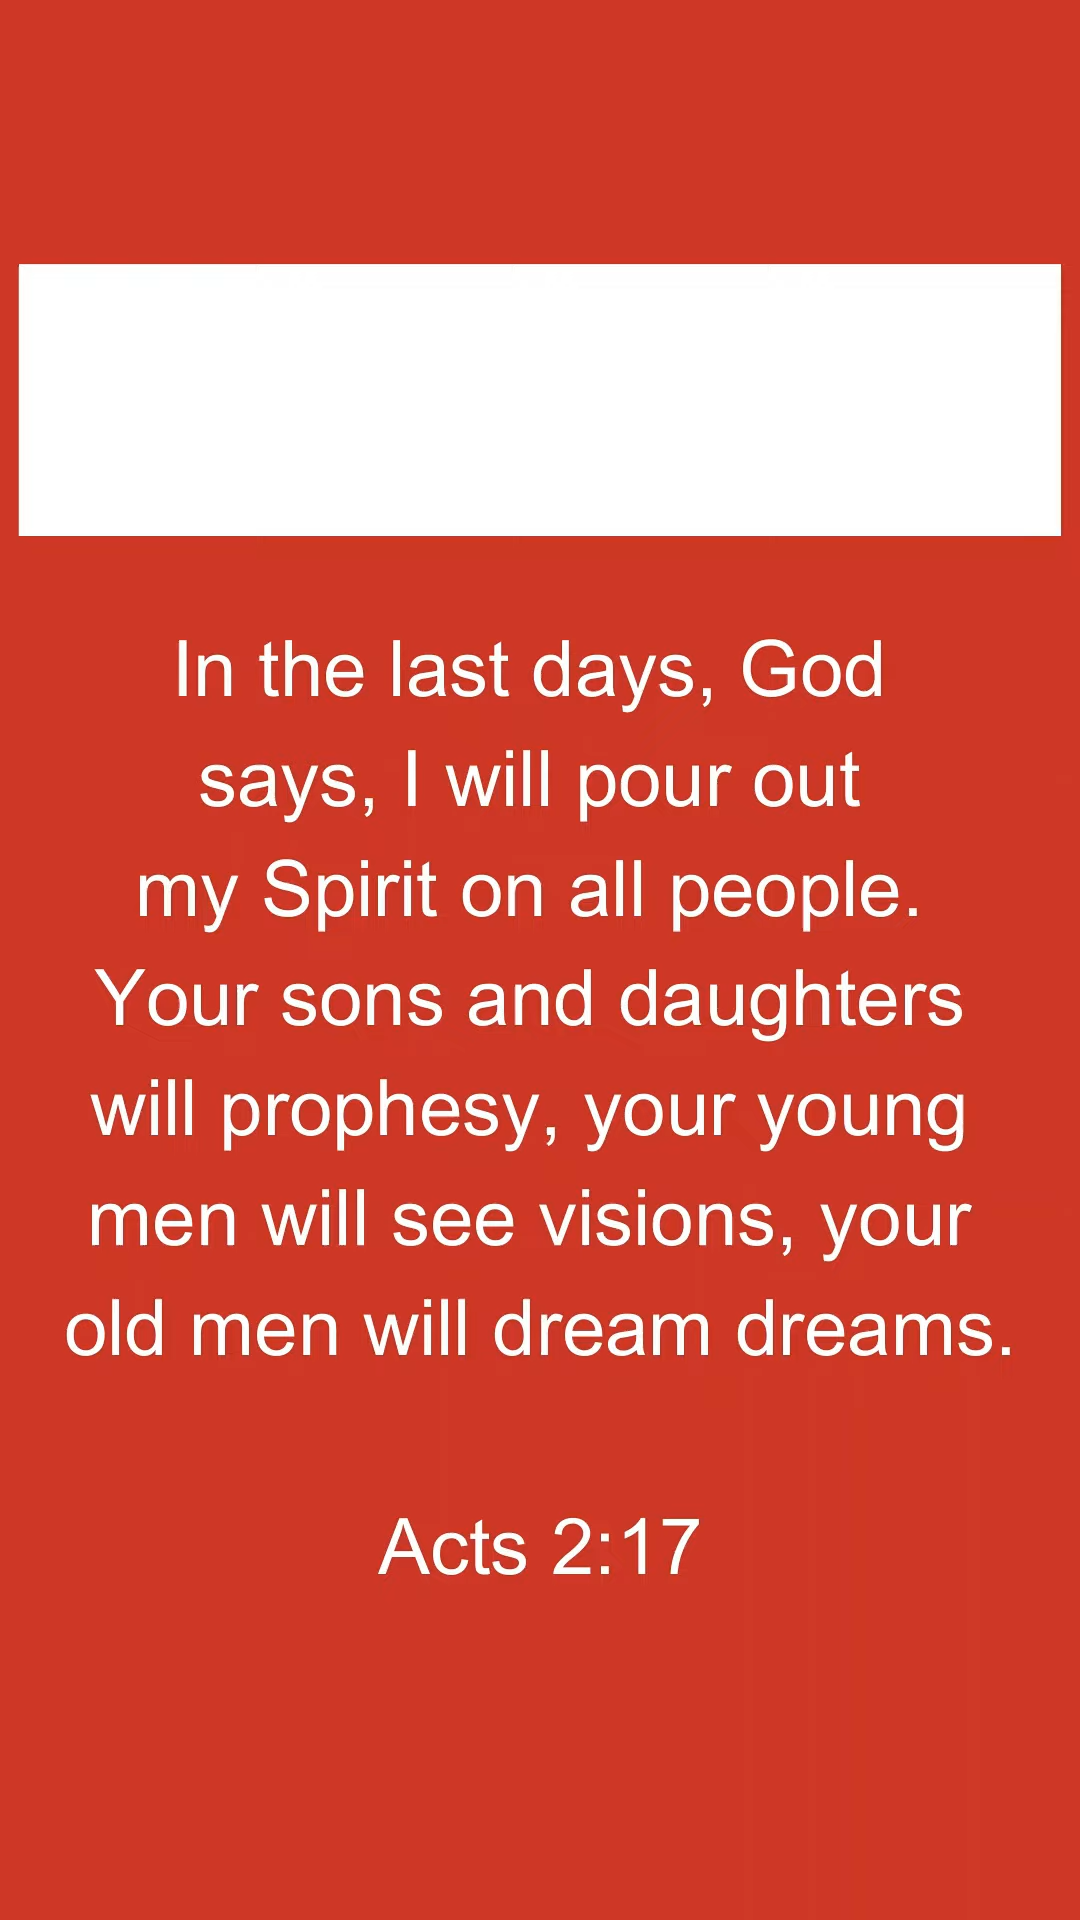 In the last days, God
says, I will pour out
my Spirit on all people.
Your sons and daughters
will prophesy, your young
men will see visions, your
old men will dream dreams.
Acts 2:17